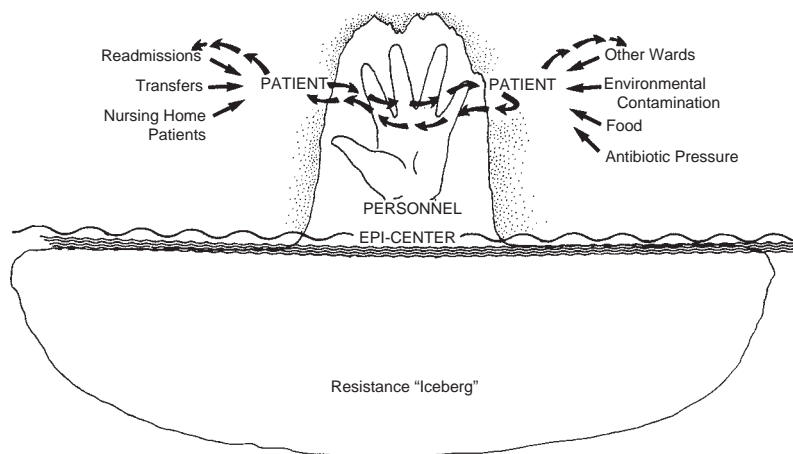 Readmissions
Transfers
Nursing Home
Patients
PATIENT
PATIENT
Other Wards
Environmental
Contamination
Food
Antibiotic Pressure
PERSONNEL
EPI-CENTER
Resistance “Iceberg”